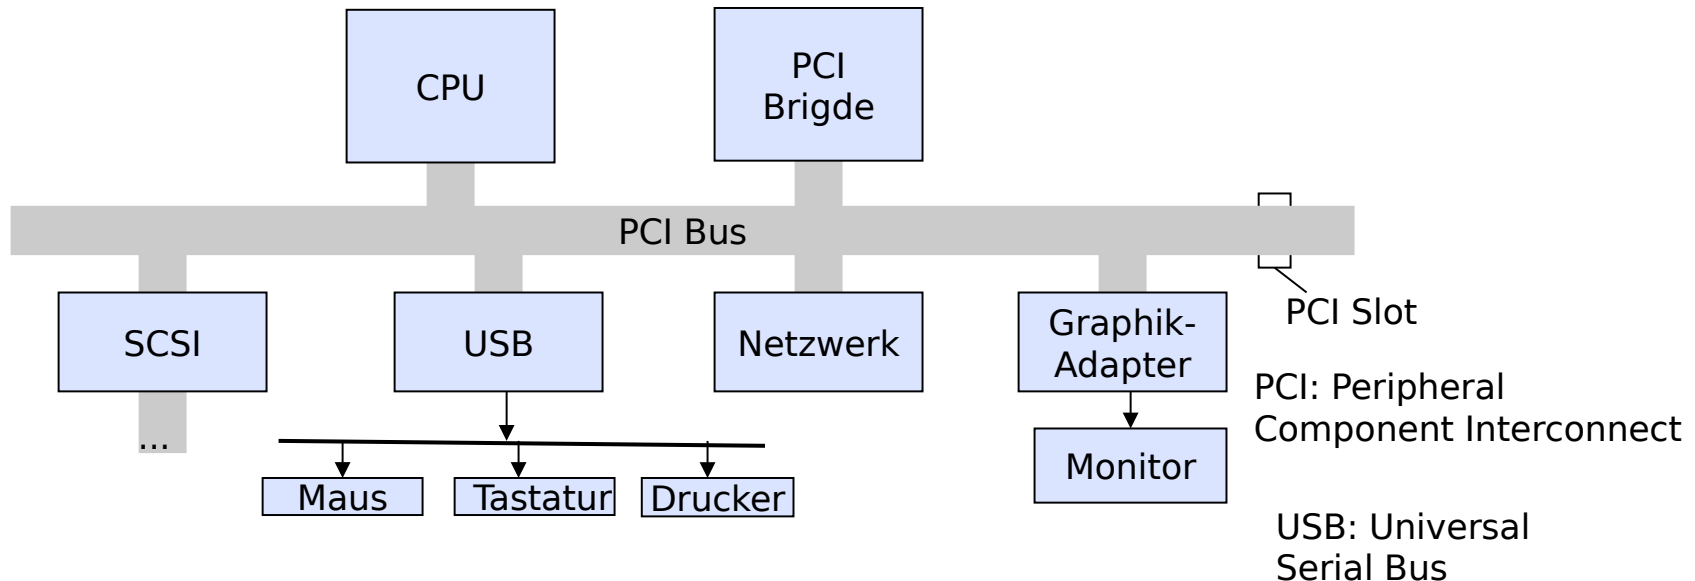 CPU
PCI
Brigde
PCI Bus
SCSI
USB
Netzwerk
Graphik-
Adapter
PCI Slot
PCI: Peripheral
Component Interconnect
...
Monitor
Maus
Tastatur
Drucker
USB: Universal
Serial Bus